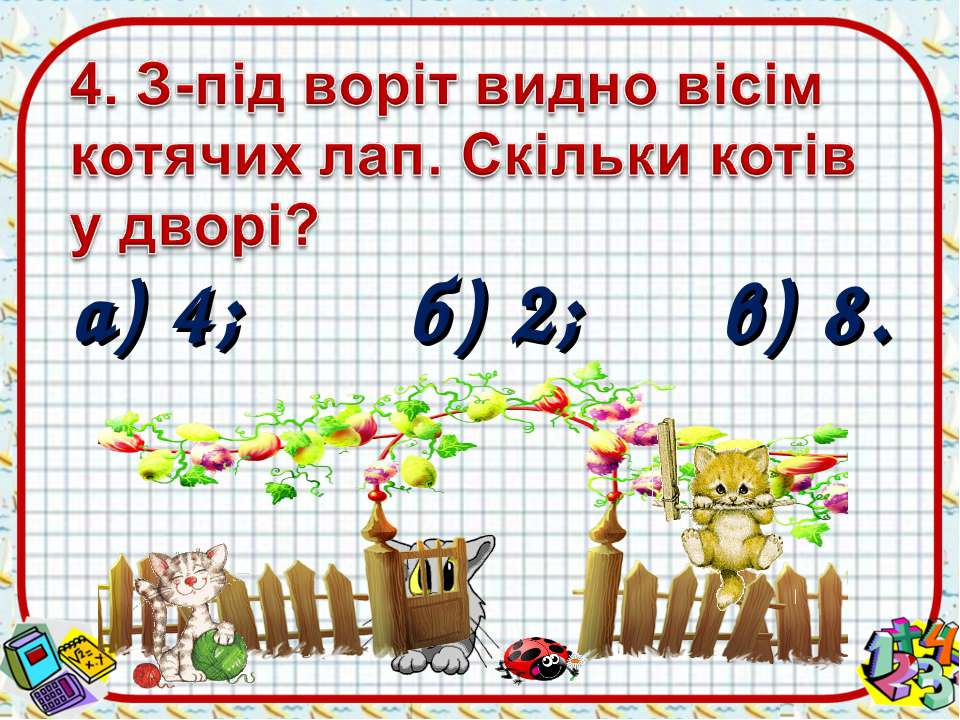 4. З-під воріт видно вісім
котячих лап. Скільки котів
у дворі?
а) 4; б) 2; в) 8.